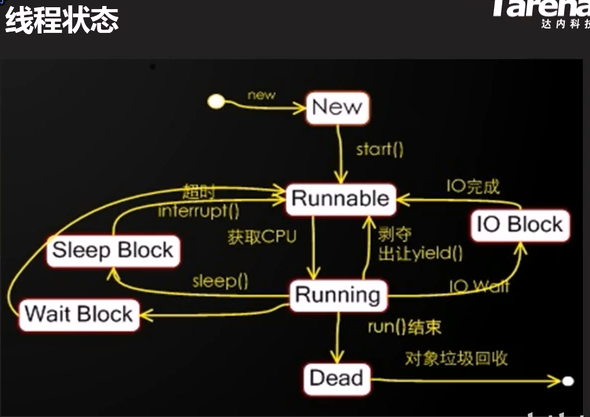 线程状态
Tarena
达内科技
new
New
start()
超时
interrupt()
Runnable
IO完成
获取CPU
剥夺
出让yield()
IO Block
Sleep Block
sleep()
Running
IO Wait
Wait Block
run()结束
Dead
对象垃圾回收